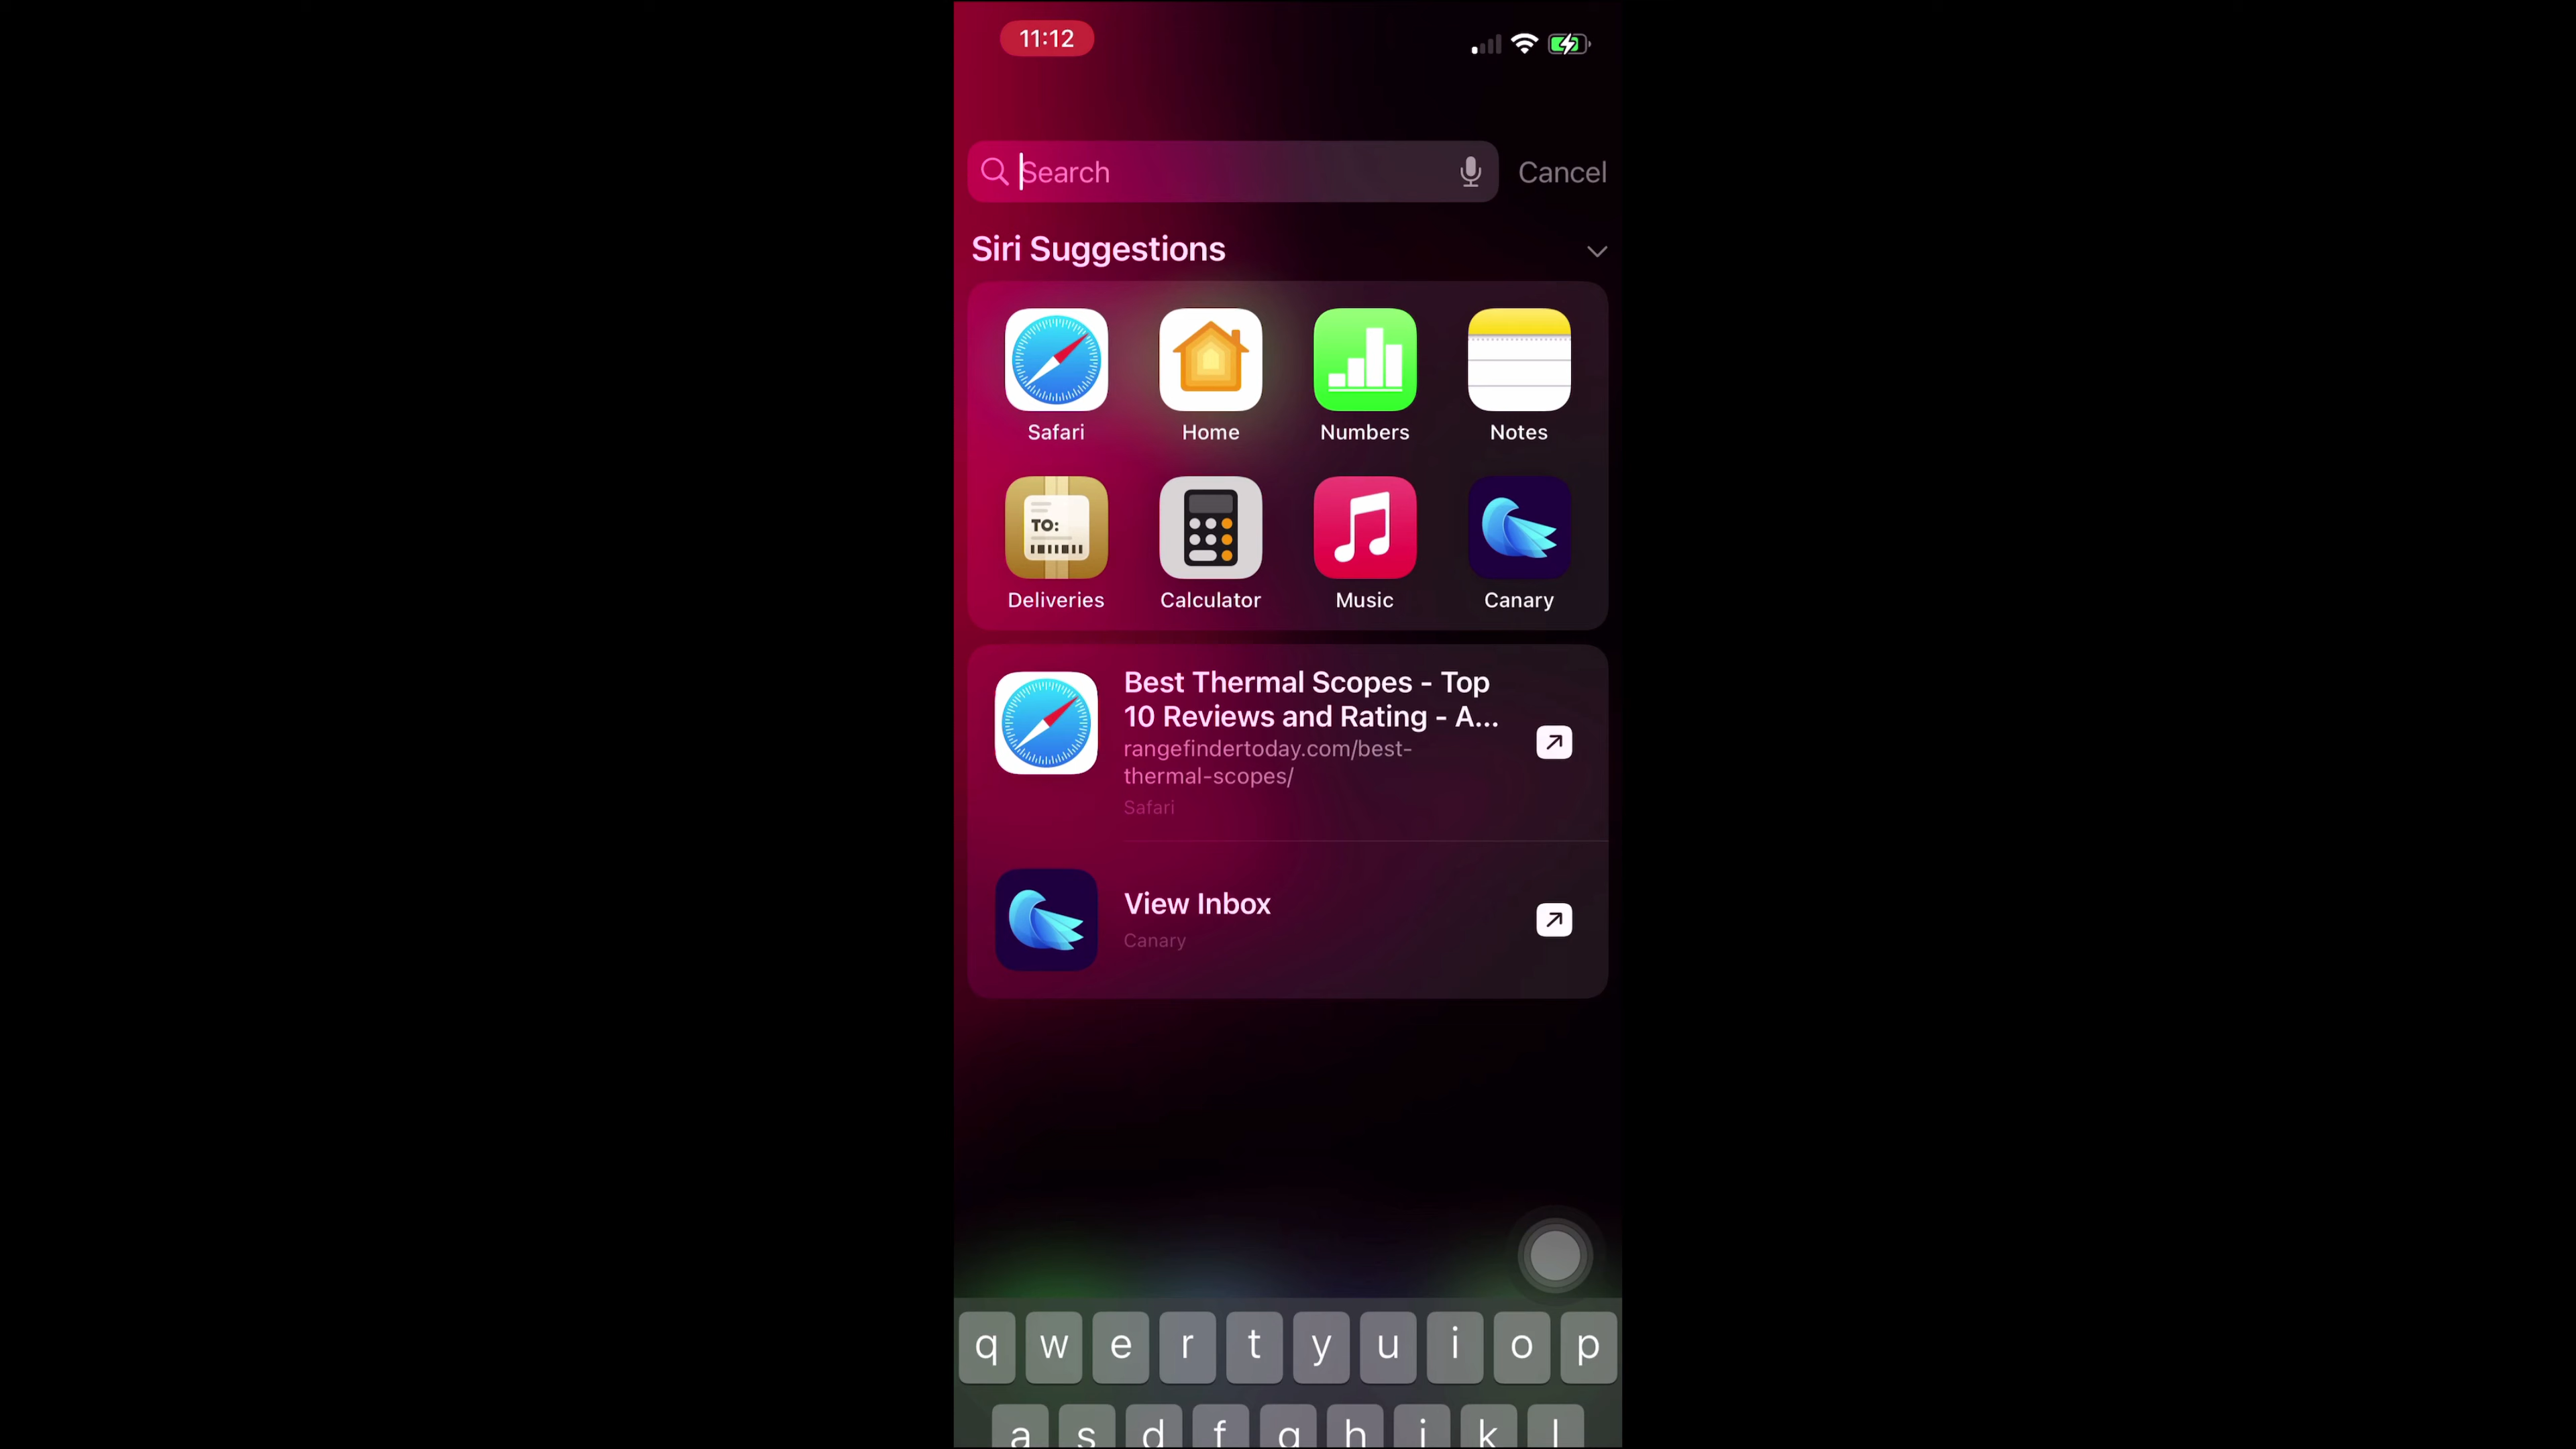 11:12
Search
Cancel
Siri Suggestions
Safari
Home
Numbers
Notes
TO:
Deliveries
Calculator
Music
Canary
Best Thermal Scopes - Top
10 Reviews and Rating - A...
rangefindertoday.com/best-
thermal-scopes/
Safari
View Inbox
Canary
q w e r t y u i o p
a s d f g h j k l